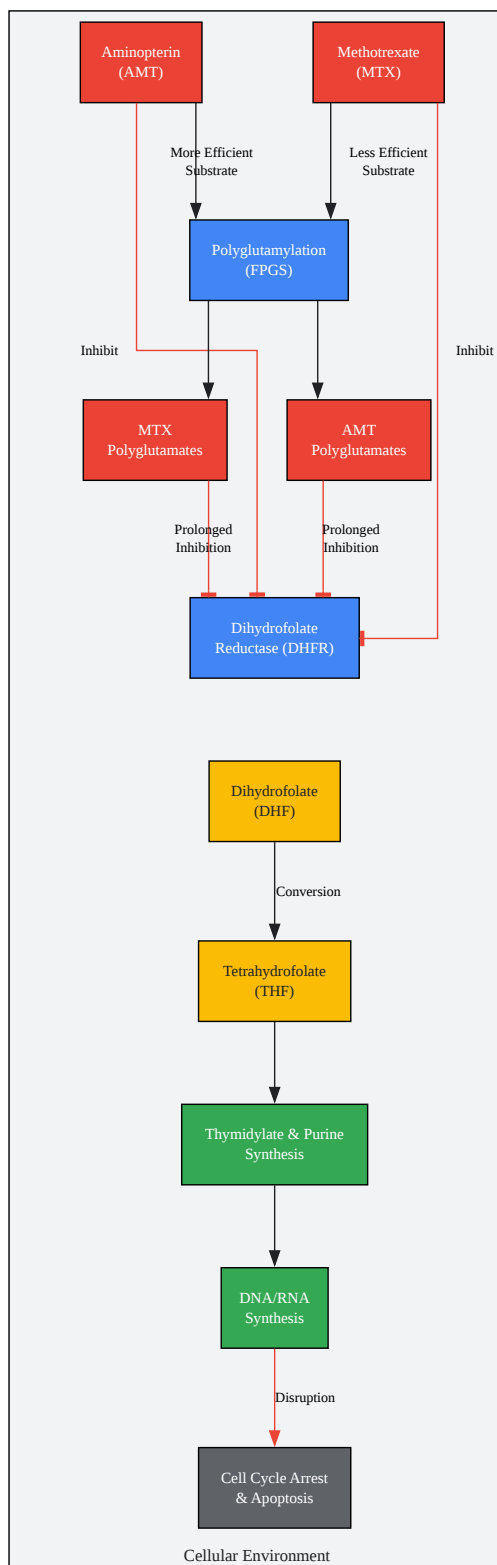 Aminopterin
(AMT)
Methotrexate
(MTX)
More Efficient
Substrate
Less Efficient
Substrate
Polyglutamylation
(FPGS)
Inhibit
Inhibit
MTX
Polyglutamates
AMT
Polyglutamates
Prolonged
Inhibition
Prolonged
Inhibition
Dihydrofolate
Reductase (DHFR)
Dihydrofolate
(DHF)
Conversion
Tetrahydrofolate
(THF)
Thymidylate & Purine
Synthesis
DNA/RNA
Synthesis
Disruption
Cell Cycle Arrest
& Apoptosis
Cellular Environment